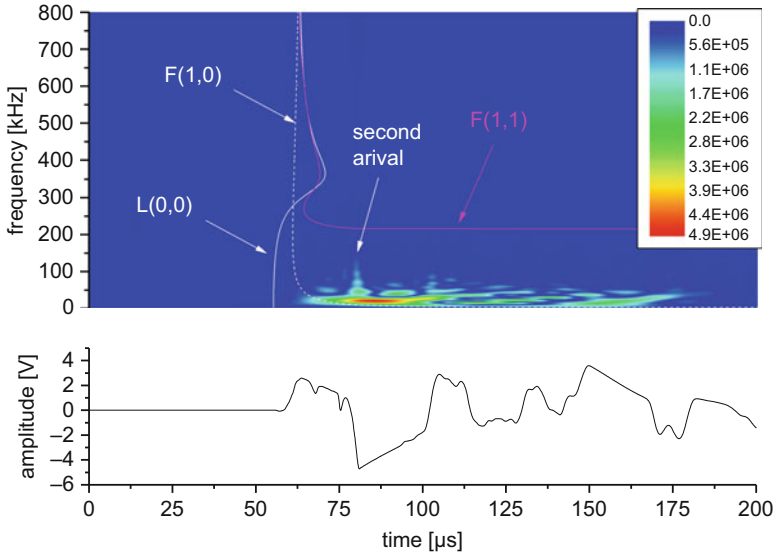 800
700
600
500
400
300
200
100
0
frequency [kHz]
F(1,0)
L(0,0)
second
arival
F(1,1)
0.0
5.6E+05
1.1E+06
1.7E+06
2.2E+06
2.8E+06
3.3E+06
3.9E+06
4.4E+06
4.9E+06
4
2
0
−2
−4
−6
amplitude [V]
0
25
50
75
100
125
150
175
200
time [µs]